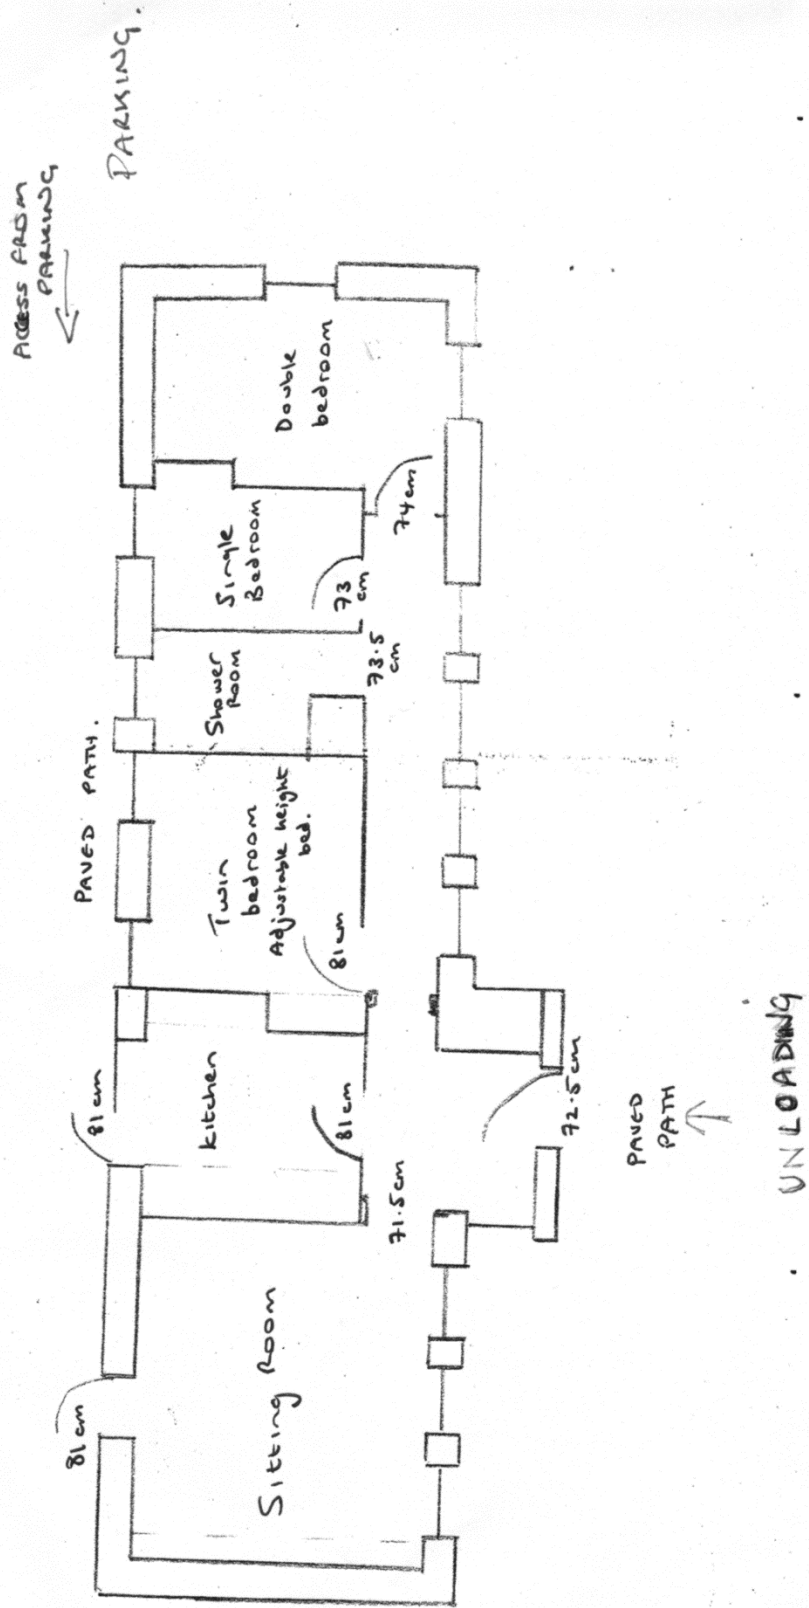 PARKING.
ACCESS FROM
PARKING
Double
bedroom
74cm
Single
Bedroom
73
cm
Shower
Room
73.5
cm
PAVED PATH.
Twin
bedroom
Adjustable height
bed.
81cm
Kitchen
81cm
81cm
72.5cm
PAVED
PATH
UNLOADING
71.5cm
Sitting Room
81cm